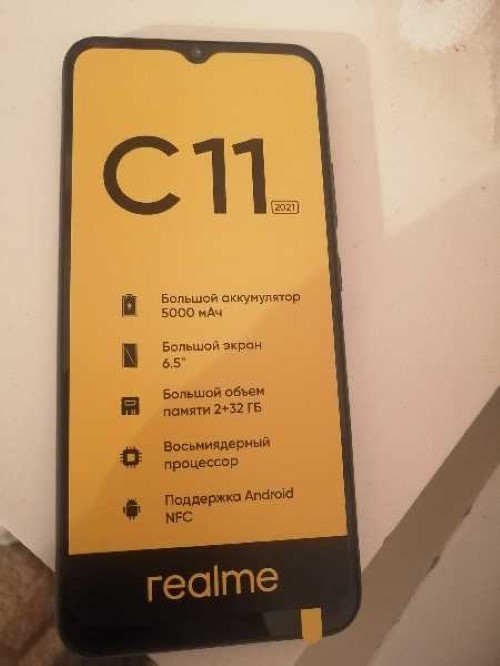 C11
2021
Большой аккумулятор
5000 мАч
Большой экран
6.5"
Большой объем
памяти 2+32 ГБ
Восьмиядерный
процессор
Поддержка Android
NFC
realme